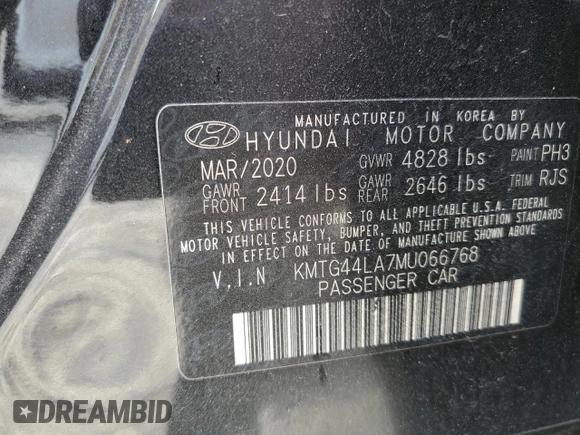 MANUFACTURED IN KOREA BY
HYUNDAI MOTOR COMPANY
MAR/2020 GVWR 4828 lbs PAINT PH3
GAWR FRONT 2414 lbs GAWR REAR 2646 lbs TRIM RJS
THIS VEHICLE CONFORMS TO ALL APPLICABLE U.S.A. FEDERAL
MOTOR VEHICLE SAFETY, BUMPER, AND THEFT PREVENTION STANDARDS
IN EFFECT ON THE DATE OF MANUFACTURE SHOWN ABOVE
V.I.N KMTG44LA7MU066768
PASSENGER CAR
DREAMBID